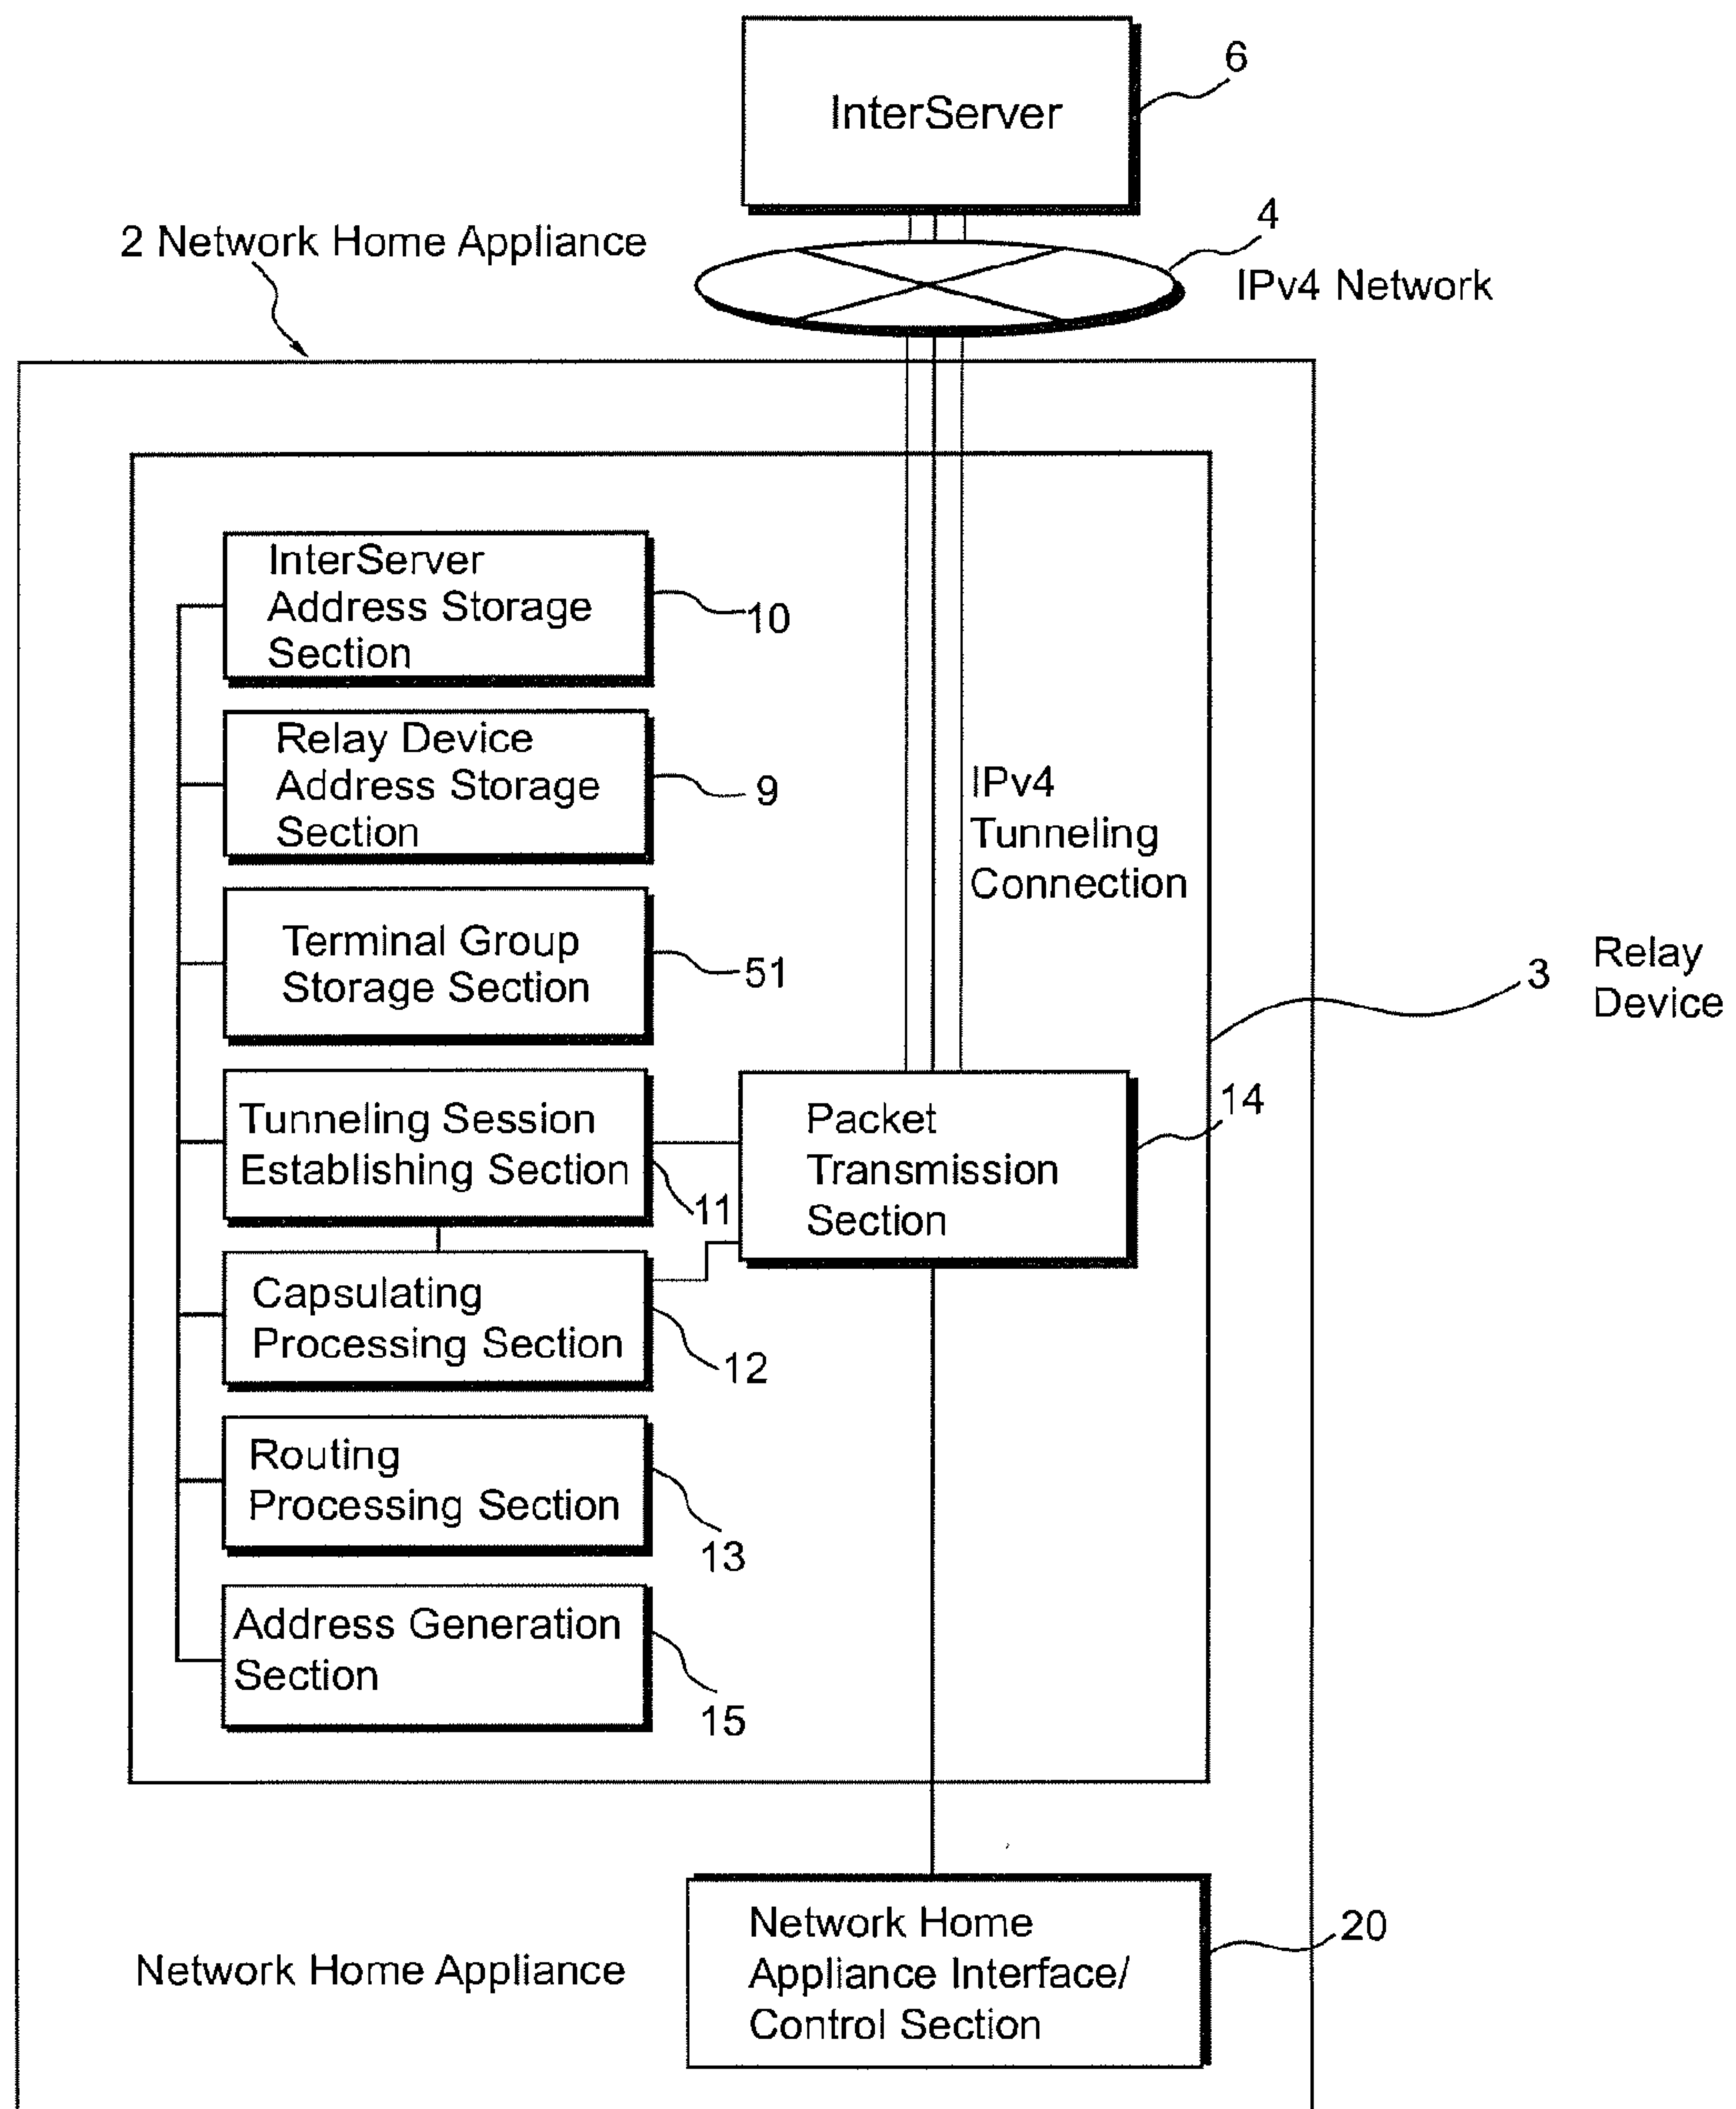 6
InterServer
4
2 Network Home Appliance
IPv4 Network
InterServer
Address Storage
Section
10
Relay Device
Address Storage
Section
9
IPv4
Tunneling
Connection
Terminal Group
Storage Section
51
3
Relay
Device
Tunneling Session
Establishing Section
11
Packet
Transmission
Section
14
Capsulating
Processing Section
12
Routing
Processing Section
13
Address Generation
Section
15
Network Home
Appliance Interface/
Control Section
20
Network Home Appliance